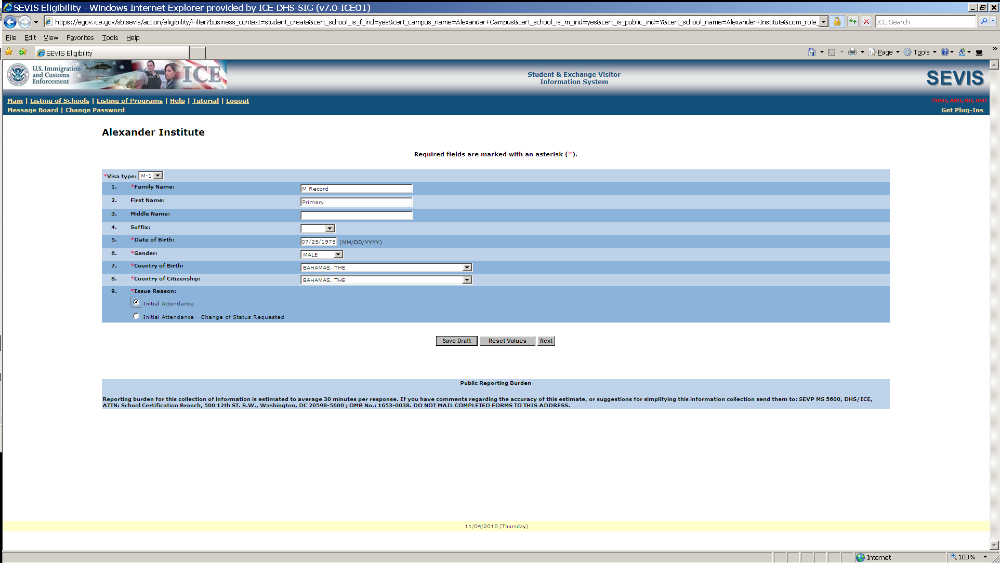 SEVIS Eligibility - Windows Internet Explorer provided by ICE-DHS-SIG (v7.0-ICEO1)
https://egov.ice.gov/sbtsevis/action/eligibility/Filter?business_context=student_create&cert_school_is_f_ind=yes&cert_campus_name=Alexander+Campus&cert_school_is_m_ind=yes&cert_is_public_ind=Y&cert_school_name=Alexander+Institute&com_role_
ICE Search
File Edit View Favorites Tools Help
SEVIS Eligibility
Page Tools
U.S. Immigration
and Customs
Enforcement
ICE
Student & Exchange Visitor
Information System
SEVIS
Main | Listing of Schools | Listing of Programs | Help | Tutorial | Logout
PDSO, ARO, RO, DSO
Message Board | Change Password
Get Plug-Ins
Alexander Institute
Required fields are marked with an asterisk (*).
*Visa type: M-1
1. *Family Name: M Record
2. First Name: Primary
3. Middle Name:
4. Suffix:
5. *Date of Birth: 07/25/1975 (MM/DD/YYYY)
6. *Gender: MALE
7. *Country of Birth: BAHAMAS, THE
8. *Country of Citizenship: BAHAMAS, THE
9. *Issue Reason:
Initial Attendance
Initial Attendance - Change of Status Requested
Save Draft Reset Values Next
Public Reporting Burden
Reporting burden for this collection of information is estimated to average 30 minutes per response. If you have comments regarding the accuracy of this estimate, or suggestions for simplifying this information collection send them to: SEVP MS 5600, DHS/ICE,
ATTN: School Certification Branch, 500 12th ST. S.W., Washington, DC 20598-5600 ; OMB No.: 1653-0038. DO NOT MAIL COMPLETED FORMS TO THIS ADDRESS.
11/04/2010 (Thursday)
Internet
100%